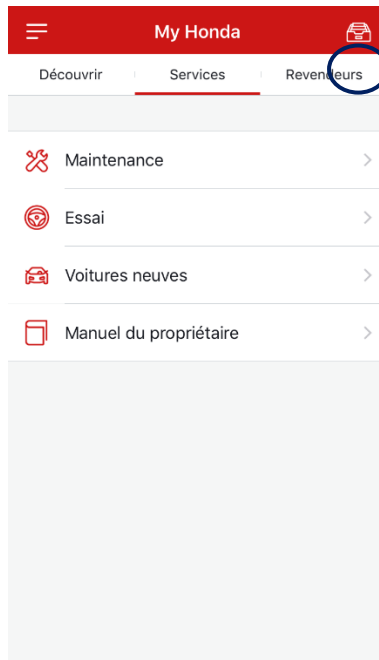 My Honda
Découvrir Services Revendeurs
Maintenance
Essai
Voitures neuves
Manuel du propriétaire